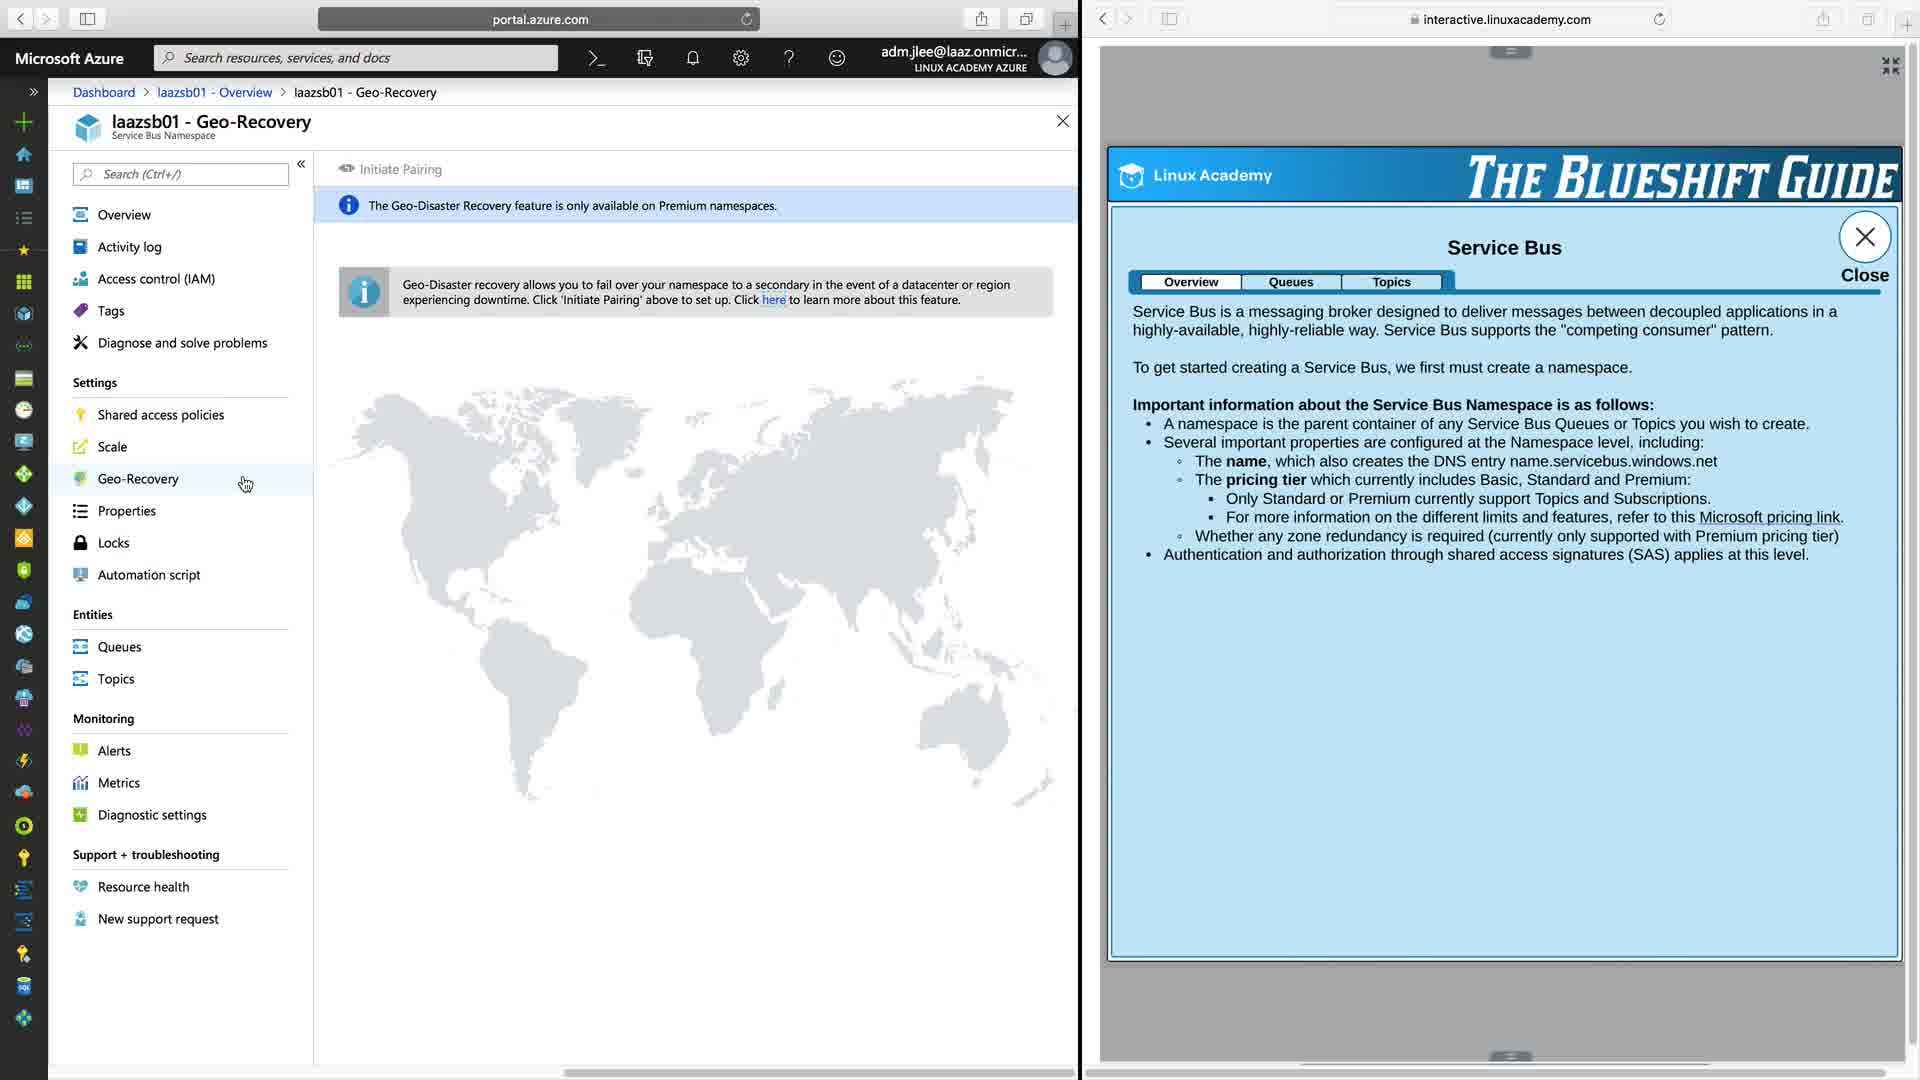 portal.azure.com
Microsoft Azure
Search resources, services, and docs
adm.jlee@laaz.onmicr...
LINUX ACADEMY AZURE
Dashboard > laazsb01 - Overview > laazsb01 - Geo-Recovery
laazsb01 - Geo-Recovery
Service Bus Namespace
Search (Ctrl+/)
Overview
Activity log
Access control (IAM)
Tags
Diagnose and solve problems
Settings
Shared access policies
Scale
Geo-Recovery
Properties
Locks
Automation script
Entities
Queues
Topics
Monitoring
Alerts
Metrics
Diagnostic settings
Support + troubleshooting
Resource health
New support request
Initiate Pairing
The Geo-Disaster Recovery feature is only available on Premium namespaces.
Geo-Disaster recovery allows you to fail over your namespace to a secondary in the event of a datacenter or region
experiencing downtime. Click 'Initiate Pairing' above to set up. Click here to learn more about this feature.
interactive.linuxacademy.com
Linux Academy
THE BLUESHIFT GUIDE
Service Bus
Close
Overview
Queues
Topics
Service Bus is a messaging broker designed to deliver messages between decoupled applications in a
highly-available, highly-reliable way. Service Bus supports the "competing consumer" pattern.
To get started creating a Service Bus, we first must create a namespace.
Important information about the Service Bus Namespace is as follows:
• A namespace is the parent container of any Service Bus Queues or Topics you wish to create.
• Several important properties are configured at the Namespace level, including:
◦ The name, which also creates the DNS entry name.servicebus.windows.net
◦ The pricing tier which currently includes Basic, Standard and Premium:
▪ Only Standard or Premium currently support Topics and Subscriptions.
▪ For more information on the different limits and features, refer to this Microsoft pricing link.
◦ Whether any zone redundancy is required (currently only supported with Premium pricing tier)
• Authentication and authorization through shared access signatures (SAS) applies at this level.